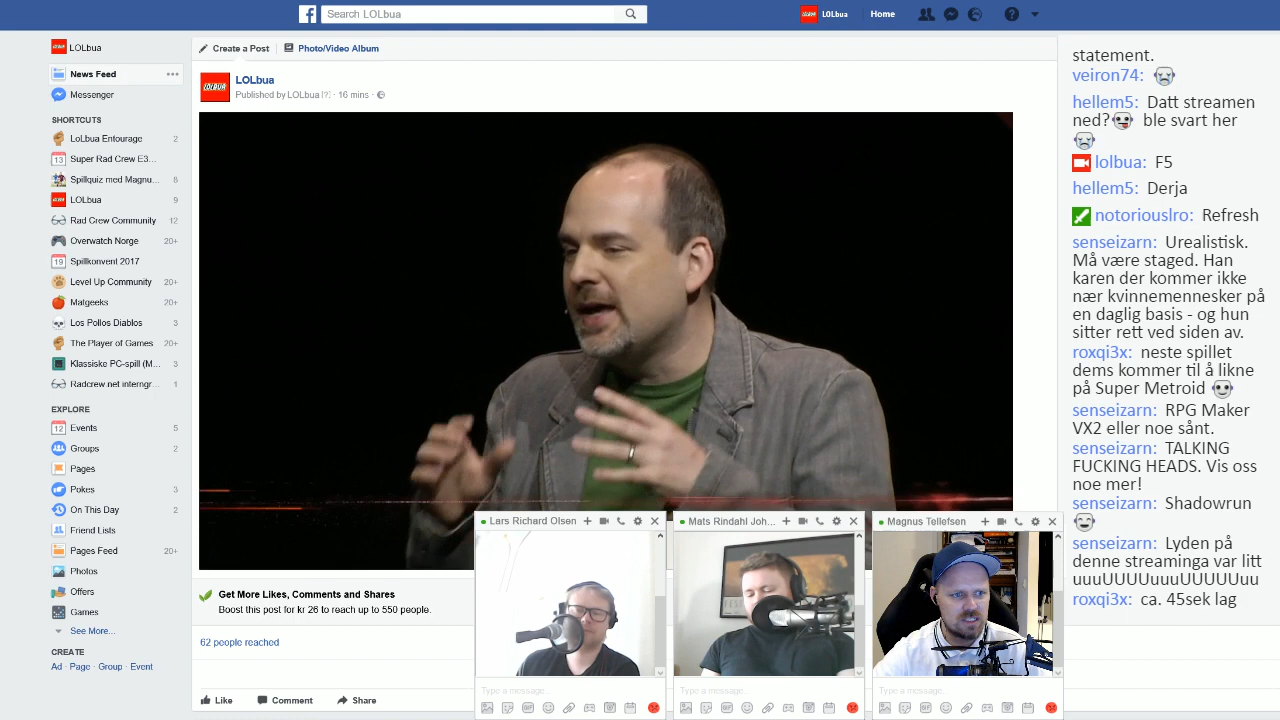 Search LOLbua
LOLbua
Home
LOLbua
News Feed
Messenger
SHORTCUTS
LoLbua Entourage 2
Super Rad Crew E3...
Spillquiz med Magnu... 8
LOLbua 9
Rad Crew Community 12
Overwatch Norge 20+
Spillkonvent 2017
Level Up Community 20+
Matgeeks 20+
Los Pollos Diablos 3
The Player of Games 20+
Klassiske PC-spill (M... 3
Radcrew.net interngr... 1
EXPLORE
Events 5
Groups 2
Pages
Pokes 3
On This Day 2
Friend Lists
Pages Feed 20+
Photos
Offers
Games
See More...
CREATE
Ad · Page · Group · Event
Create a Post
Photo/Video Album
LOLbua
Published by LOLbua [?] · 16 mins ·
Get More Likes, Comments and Shares
Boost this post for kr 26 to reach up to 550 people.
62 people reached
Like Comment Share
Lars Richard Olsen
Type a message...
Mats Rindahl Joh...
Type a message...
Magnus Tellefsen
Type a message...
statement.
veiron74:
hellem5: Datt streamen
ned? ble svart her
lolbua: F5
hellem5: Derja
notoriouslro: Refresh
senseizarn: Urealistisk.
Må være staged. Han
karen der kommer ikke
nær kvinnemennesker på
en daglig basis - og hun
sitter rett ved siden av.
roxqi3x: neste spillet
dems kommer til å likne
på Super Metroid
senseizarn: RPG Maker
VX2 eller noe sånt.
senseizarn: TALKING
FUCKING HEADS. Vis oss
noe mer!
senseizarn: Shadowrun
senseizarn: Lyden på
denne streaminga var litt
uuuUUUUuuuUUUUUuu
roxqi3x: ca. 45sek lag